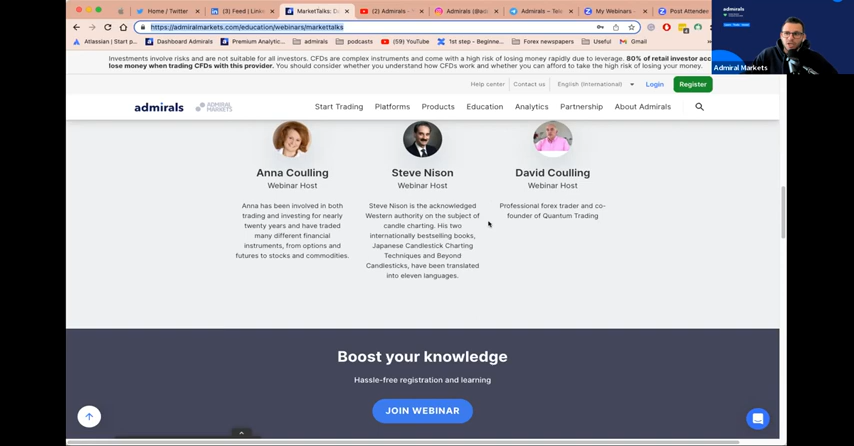 Home / Twitter
(3) Feed | Linke
MarketTalks: D
(2) Admirals - Y
Admirals (@ad
Admirals – Tele
My Webinars -
Post Attendee
https://admiralmarkets.com/education/webinars/markettalks
Atlassian | Start p...
Dashboard Admirals
Premium Analytic...
admirals
podcasts
(59) YouTube
1st step – Beginne...
Forex newspapers
Useful
Gmail
Investments involve risks and are not suitable for all investors. CFDs are complex instruments and come with a high risk of losing money rapidly due to leverage. 80% of retail investor acc
lose money when trading CFDs with this provider. You should consider whether you understand how CFDs work and whether you can afford to take the high risk of losing your money.
admirals
Admiral Markets
Help center
Contact us
English (International)
Login
Register
admirals
ADMIRAL MARKETS
Start Trading
Platforms
Products
Education
Analytics
Partnership
About Admirals
Anna Coulling
Webinar Host
Anna has been involved in both
trading and investing for nearly
twenty years and have traded
many different financial
instruments, from options and
futures to stocks and commodities.
Steve Nison
Webinar Host
Steve Nison is the acknowledged
Western authority on the subject of
candle charting. His two
internationally bestselling books,
Japanese Candlestick Charting
Techniques and Beyond
Candlesticks, have been translated
into eleven languages.
David Coulling
Webinar Host
Professional forex trader and co-
founder of Quantum Trading
Boost your knowledge
Hassle-free registration and learning
JOIN WEBINAR